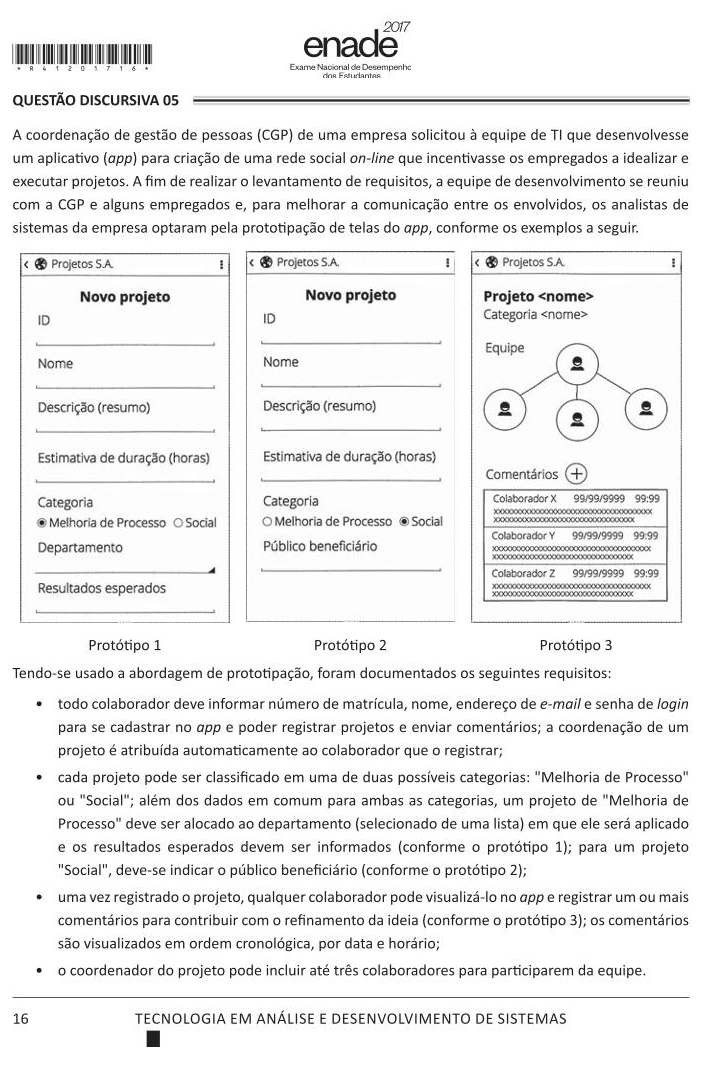 enade 2017
Exame Nacional de Desempenho
dos Estudantes
*R41201716*
QUESTÃO DISCURSIVA 05
A coordenação de gestão de pessoas (CGP) de uma empresa solicitou à equipe de TI que desenvolvesse
um aplicativo (app) para criação de uma rede social on-line que incentivasse os empregados a idealizar e
executar projetos. A fim de realizar o levantamento de requisitos, a equipe de desenvolvimento se reuniu
com a CGP e alguns empregados e, para melhorar a comunicação entre os envolvidos, os analistas de
sistemas da empresa optaram pela prototipação de telas do app, conforme os exemplos a seguir.
< Projetos S.A.
Novo projeto
ID
Nome
Descrição (resumo)
Estimativa de duração (horas)
Categoria
Melhoria de Processo Social
Departamento
Resultados esperados
Protótipo 1
< Projetos S.A.
Novo projeto
ID
Nome
Descrição (resumo)
Estimativa de duração (horas)
Categoria
Melhoria de Processo Social
Público beneficiário
Protótipo 2
< Projetos S.A.
Projeto <nome>
Categoria <nome>
Equipe
Comentários +
Colaborador X 99/99/9999 99:99
xxxxxxxxxxxxxxxxxxxxxxxxxxxxxxxxxxx
xxxxxxxxxxxxxxxxxxxxxxxxxxxxxxx
Colaborador Y 99/99/9999 99:99
xxxxxxxxxxxxxxxxxxxxxxxxxxxxxxxxxxx
xxxxxxxxxxxxxxxxxxxxxxxxxxxxxxx
Colaborador Z 99/99/9999 99:99
xxxxxxxxxxxxxxxxxxxxxxxxxxxxxxxxxxx
xxxxxxxxxxxxxxxxxxxxxxxxxxxxxxx
Protótipo 3
Tendo-se usado a abordagem de prototipação, foram documentados os seguintes requisitos:
• todo colaborador deve informar número de matrícula, nome, endereço de e-mail e senha de login
para se cadastrar no app e poder registrar projetos e enviar comentários; a coordenação de um
projeto é atribuída automaticamente ao colaborador que o registrar;
• cada projeto pode ser classificado em uma de duas possíveis categorias: "Melhoria de Processo"
ou "Social"; além dos dados em comum para ambas as categorias, um projeto de "Melhoria de
Processo" deve ser alocado ao departamento (selecionado de uma lista) em que ele será aplicado
e os resultados esperados devem ser informados (conforme o protótipo 1); para um projeto
"Social", deve-se indicar o público beneficiário (conforme o protótipo 2);
• uma vez registrado o projeto, qualquer colaborador pode visualizá-lo no app e registrar um ou mais
comentários para contribuir com o refinamento da ideia (conforme o protótipo 3); os comentários
são visualizados em ordem cronológica, por data e horário;
• o coordenador do projeto pode incluir até três colaboradores para participarem da equipe.
16 TECNOLOGIA EM ANÁLISE E DESENVOLVIMENTO DE SISTEMAS